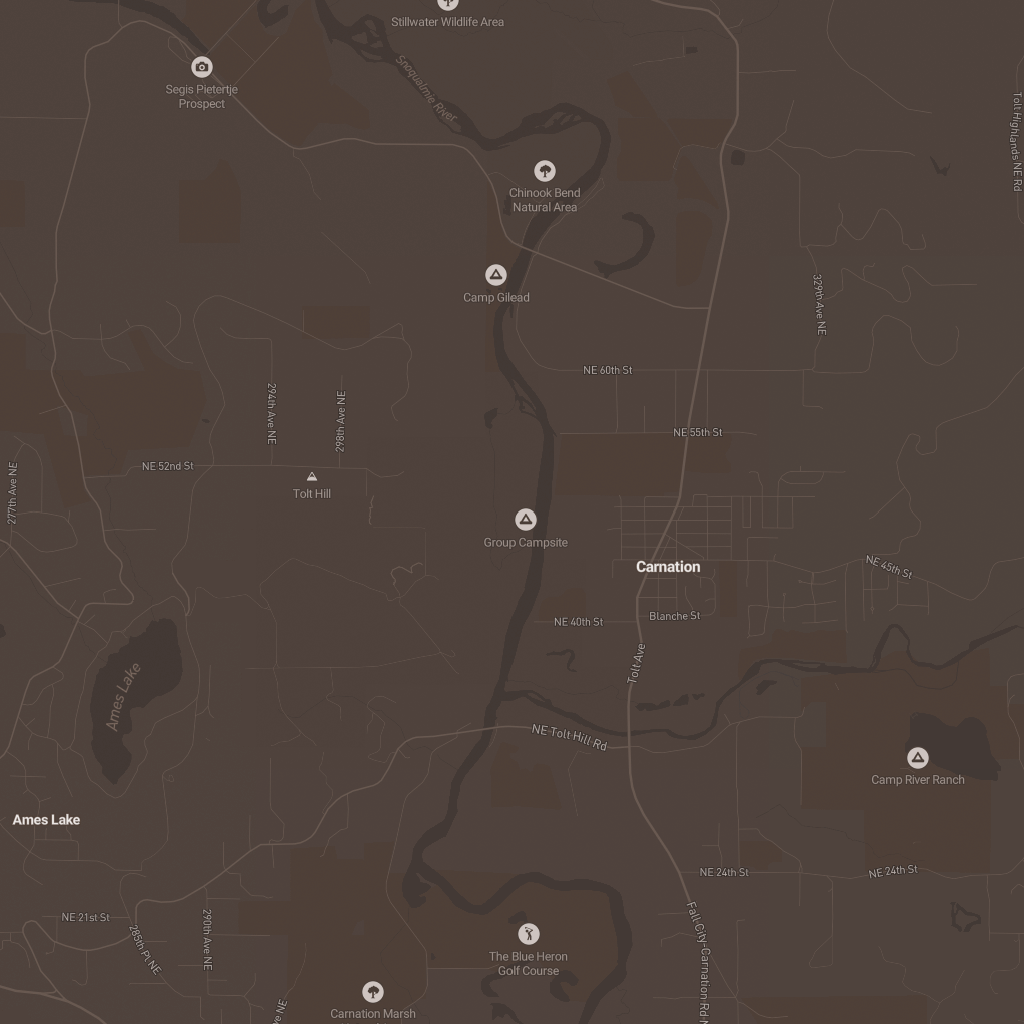 Stillwater Wildlife Area
Snoqualmie River
Segis Pietertje
Prospect
Tolt Highlands NE Rd
Chinook Bend
Natural Area
Camp Gilead
329th Ave NE
NE 60th St
294th Ave NE
298th Ave NE
NE 55th St
NE 52nd St
277th Ave NE
Tolt Hill
Group Campsite
Carnation
NE 45th St
Blanche St
NE 40th St
Tolt Ave
Ames Lake
NE Tolt Hill Rd
Camp River Ranch
Ames Lake
NE 24th St
NE 24th St
NE 21st St
285th Pl NE
290th Ave NE
Fall City-Carnation Rd N
The Blue Heron
Golf Course
ve NE
Carnation Marsh